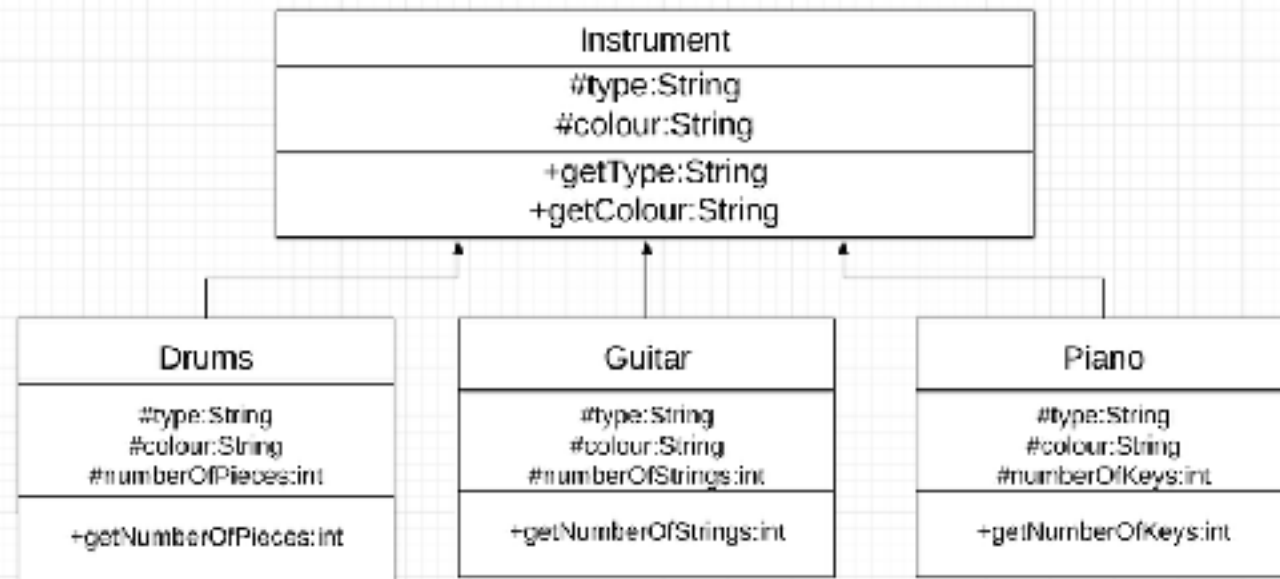 Instrument
#type:String
#colour:String
+getType:String
+getColour:String
Drums
#type:String
#colour:String
#numberOfPieces:int
+getNumberOfPieces:int
Guitar
#type:String
#colour:String
#numberOfStrings:int
+getNumberOfStrings:int
Piano
#type:String
#colour:String
#numberOfKeys:int
+getNumberOfKeys:int